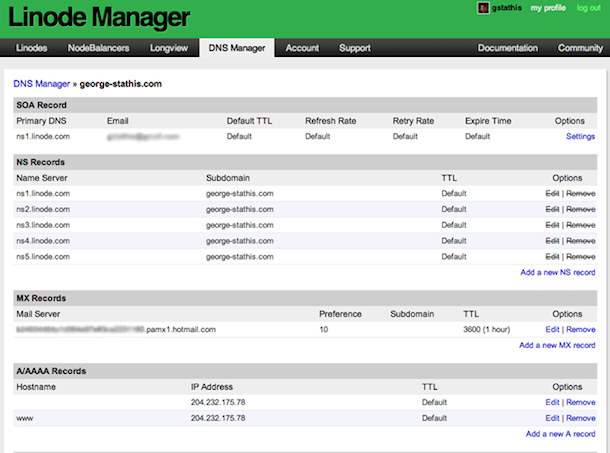 Linode Manager
gstathis my profile log out
Linodes NodeBalancers Longview DNS Manager Account Support Documentation Community
DNS Manager » george-stathis.com
SOA Record
Primary DNS Email Default TTL Refresh Rate Retry Rate Expire Time Options
ns1.linode.com Default Default Default Default Settings
NS Records
Name Server Subdomain TTL Options
ns1.linode.com george-stathis.com Default Edit | Remove
ns2.linode.com george-stathis.com Default Edit | Remove
ns3.linode.com george-stathis.com Default Edit | Remove
ns4.linode.com george-stathis.com Default Edit | Remove
ns5.linode.com george-stathis.com Default Edit | Remove
Add a new NS record
MX Records
Mail Server Preference Subdomain TTL Options
.pamx1.hotmail.com 10 3600 (1 hour) Edit | Remove
Add a new MX record
A/AAAA Records
Hostname IP Address TTL Options
204.232.175.78 Default Edit | Remove
www 204.232.175.78 Default Edit | Remove
Add a new A record